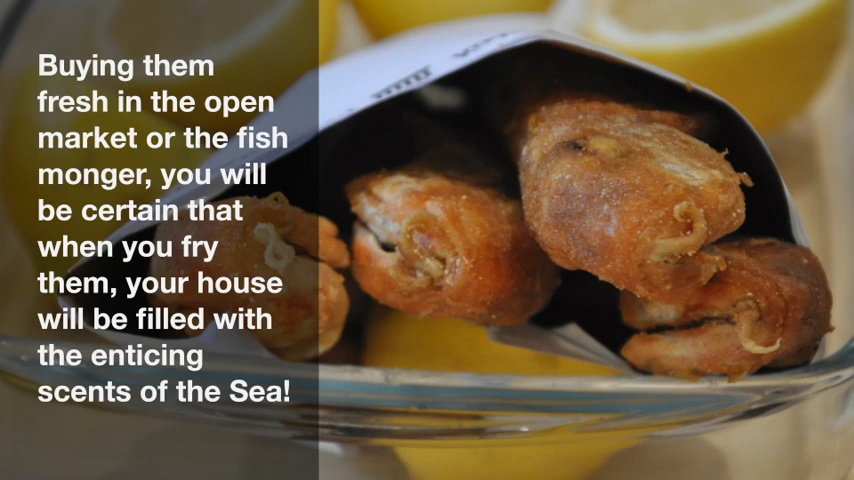 Buying them
fresh in the open
market or the fish
monger, you will
be certain that
when you fry
them, your house
will be filled with
the enticing
scents of the Sea!